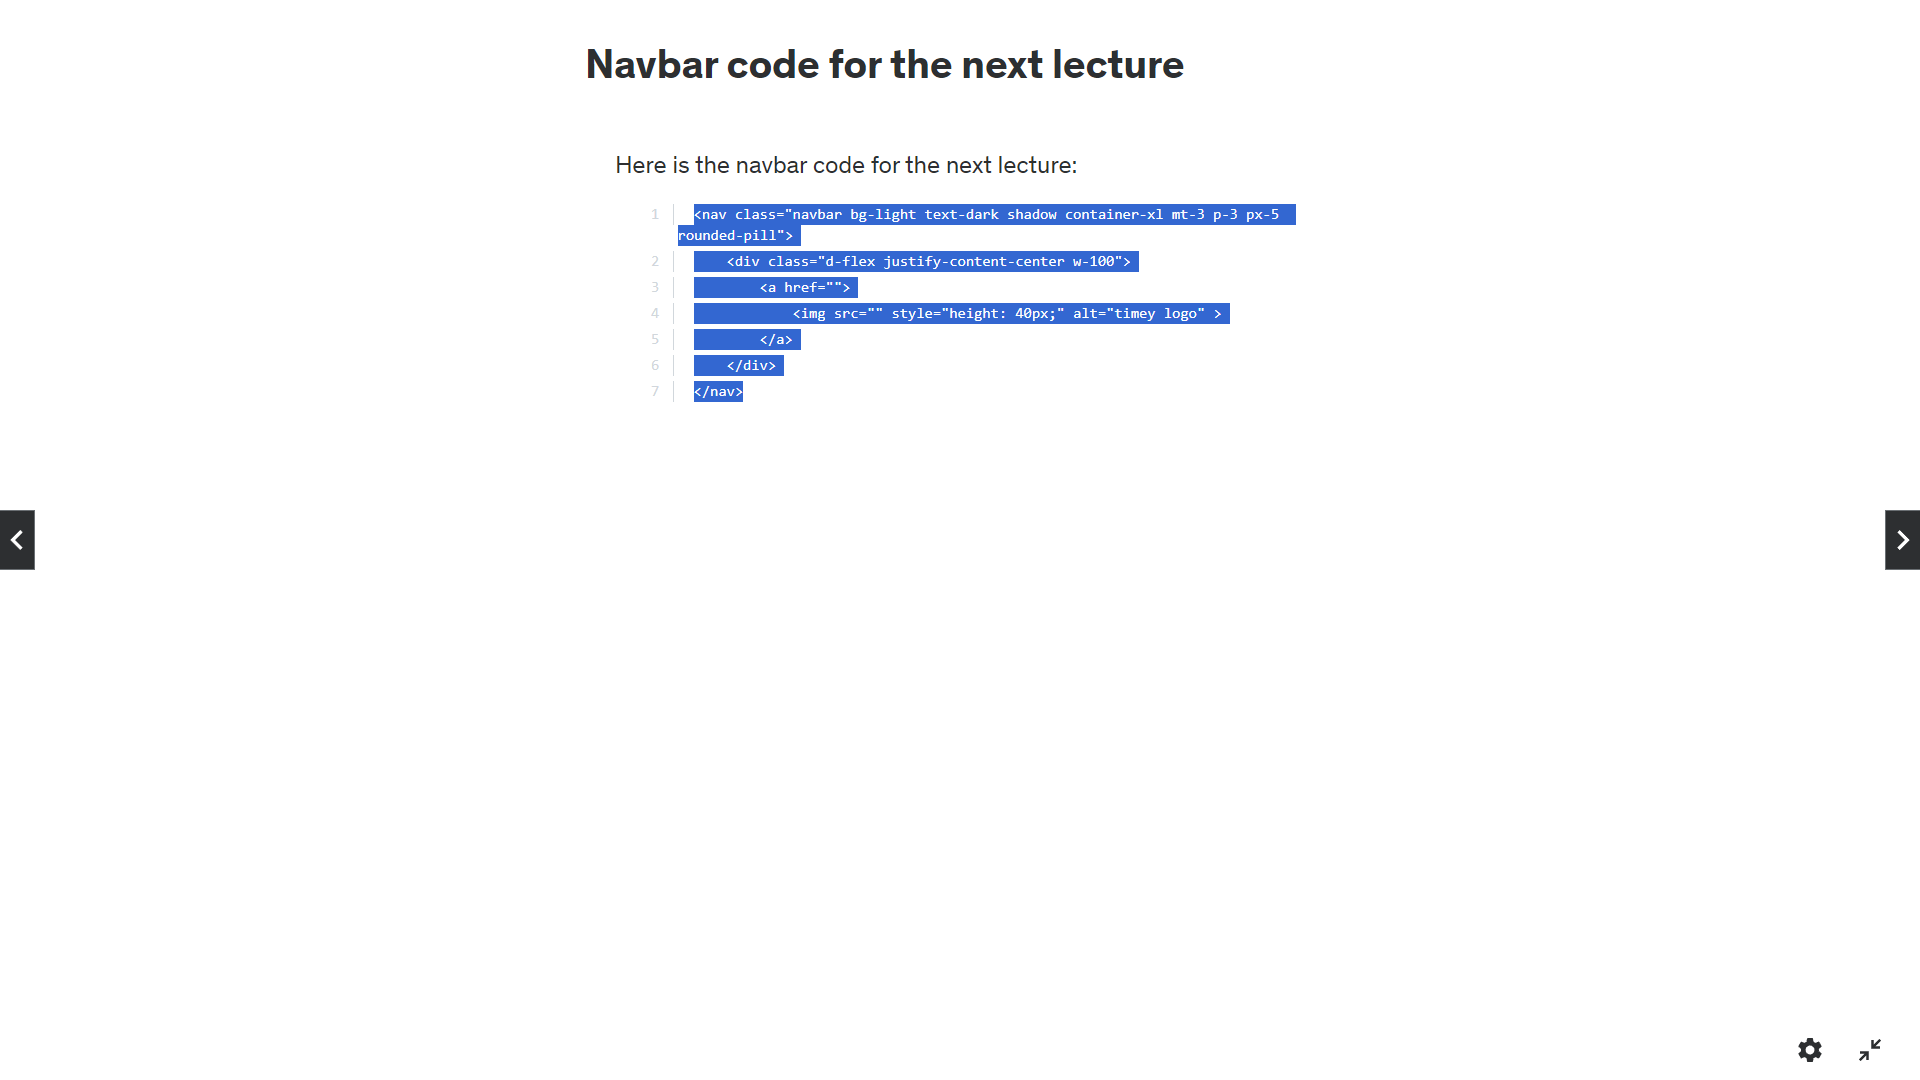 Navbar code for the next lecture
Here is the navbar code for the next lecture:
1 <nav class="navbar bg-light text-dark shadow container-xl mt-3 p-3 px-5
rounded-pill">
2     <div class="d-flex justify-content-center w-100">
3         <a href="">
4             <img src="" style="height: 40px;" alt="timey logo" >
5         </a>
6     </div>
7 </nav>